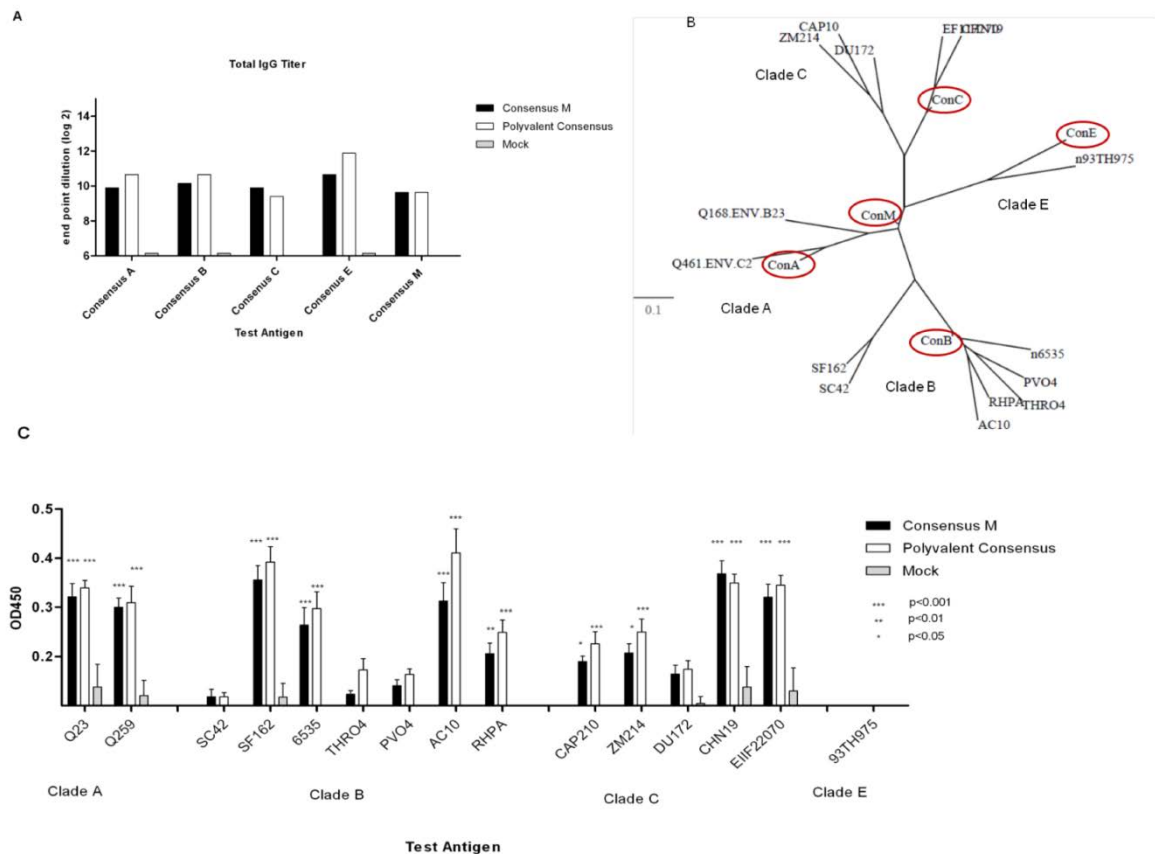 A
Total IgG Titer
end point dilution (log 2)
14
12
10
8
6
Consensus A
Consensus B
Consensus C
Consensus E
Consensus M
Test Antigen
Consensus M
Polyvalent Consensus
Mock
B
CAP10
ZM214
DU172
Clade C
ConC
ConE
n93TH975
Clade E
Q168.ENV.B23
ConM
Q461.ENV.C2
ConA
Clade A
0.1
ConB
SF162
SC42
Clade B
n6535
PVO4
RHPA
THRO4
AC10
C
OD450
0.5
0.4
0.3
0.2
*** ***
*** ***
*** ***
*** ***
*** ***
** ***
* ***
* ***
*** ***
*** ***
Q23
Q259
SC42
SF162
6535
THRO4
PVO4
AC10
RHPA
CAP210
ZM214
DU172
CHN19
EIIF22070
93TH975
Clade A
Clade B
Clade C
Clade E
Test Antigen
Consensus M
Polyvalent Consensus
Mock
*** p<0.001
** p<0.01
* p<0.05